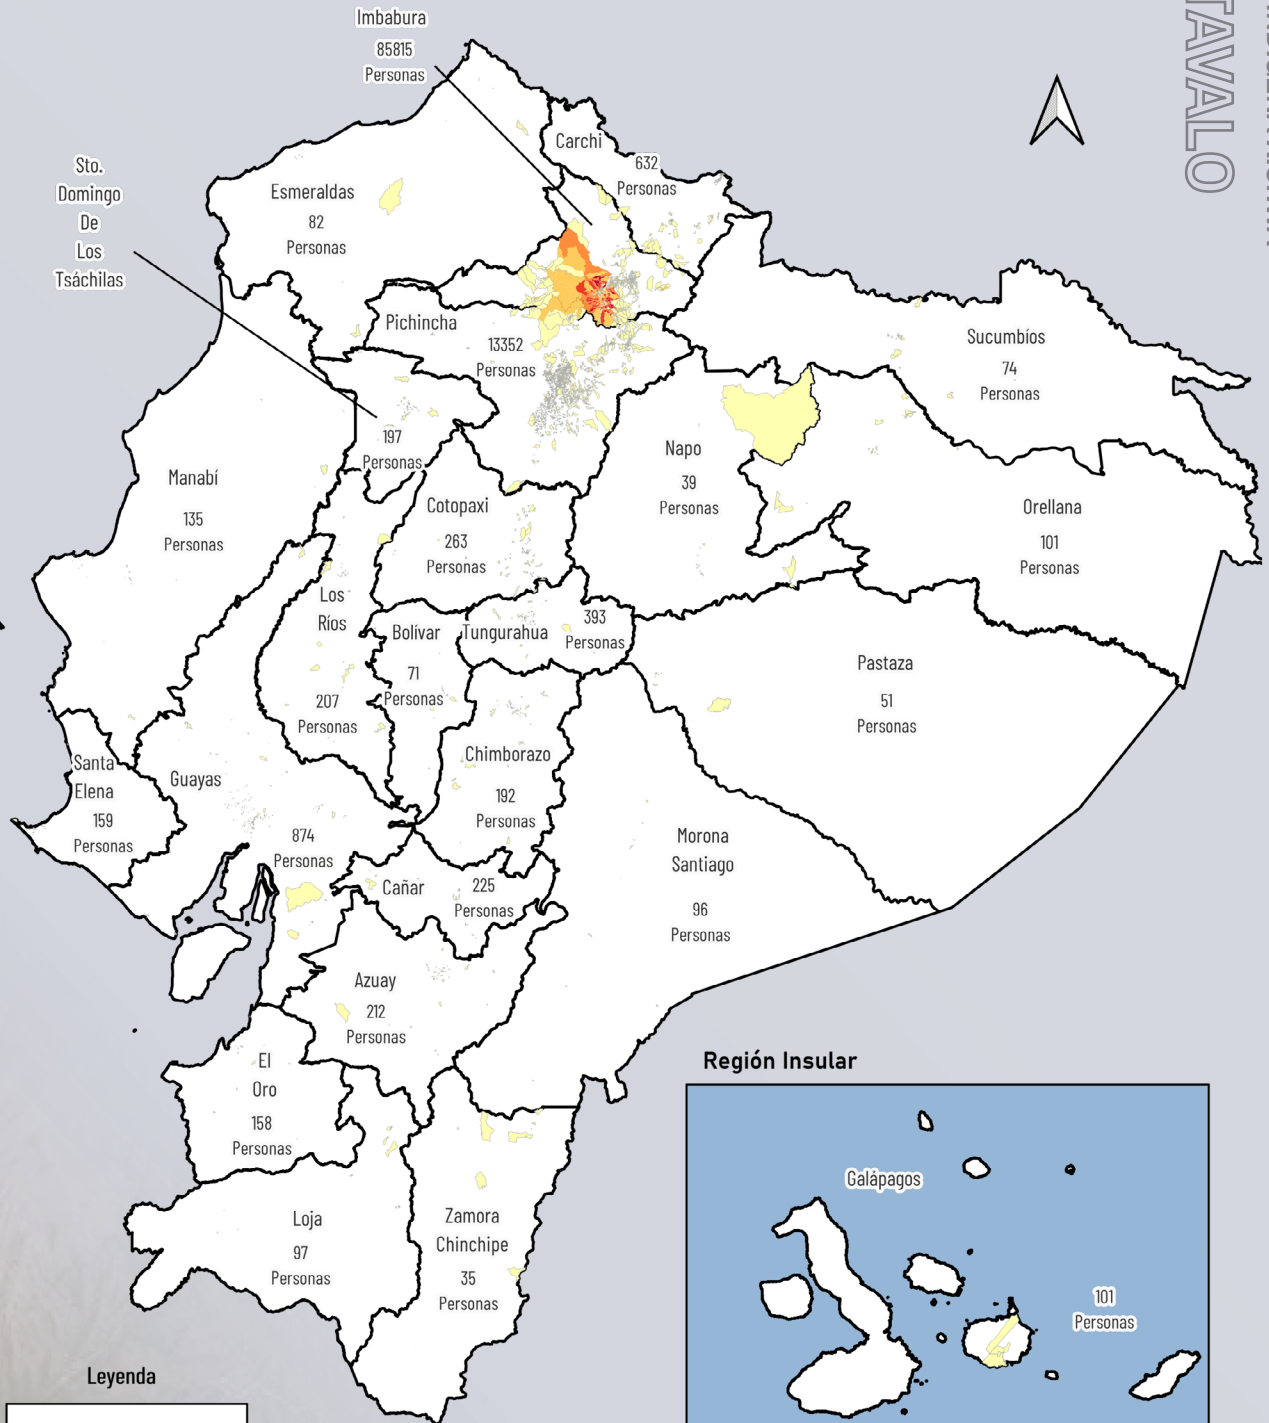 Imbabura
85815
Personas
TAVALO
Carchi
632
Personas
Sto.
Domingo
De
Los
Tsáchilas
Esmeraldas
82
Personas
Pichincha
13352
Personas
Sucumbíos
74
Personas
197
Personas
Napo
39
Personas
Manabí
135
Personas
Cotopaxi
263
Personas
Orellana
101
Personas
Los
Ríos
207
Personas
Bolívar
71
Personas
Tungurahua
393
Personas
Pastaza
51
Personas
Santa
Elena
159
Personas
Guayas
874
Personas
Chimborazo
192
Personas
Morona
Santiago
96
Personas
Cañar
225
Personas
Azuay
212
Personas
El
Oro
158
Personas
Loja
97
Personas
Zamora
Chinchipe
35
Personas
Región Insular
Galápagos
101
Personas
Leyenda